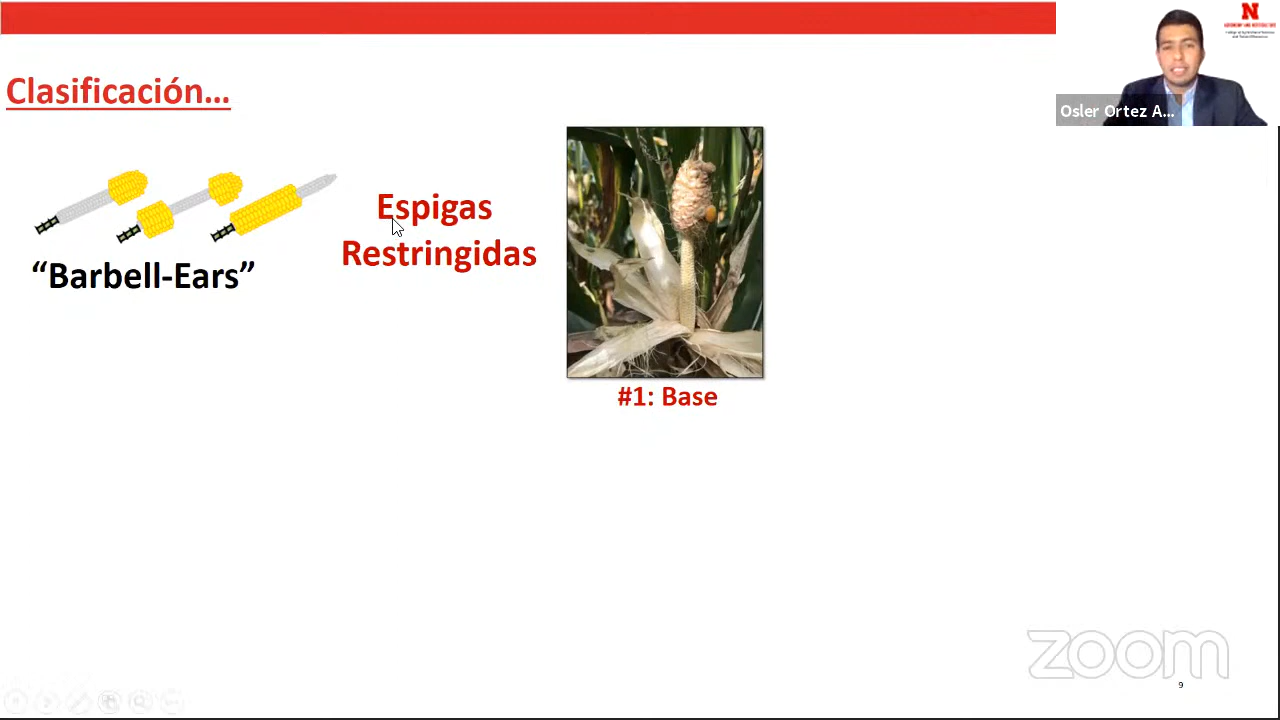 Clasificación...
Osler Ortez A...
N
Espigas
Restringidas
“Barbell-Ears”
#1: Base
zoom
9